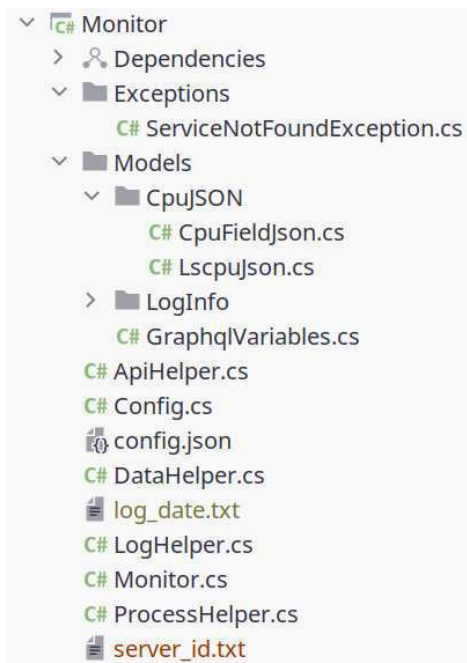 C# Monitor
Dependencies
Exceptions
C# ServiceNotFoundException.cs
Models
CpuJSON
C# CpuFieldJson.cs
C# LscpuJson.cs
LogInfo
C# GraphqlVariables.cs
C# ApiHelper.cs
C# Config.cs
config.json
C# DataHelper.cs
log_date.txt
C# LogHelper.cs
C# Monitor.cs
C# ProcessHelper.cs
server_id.txt